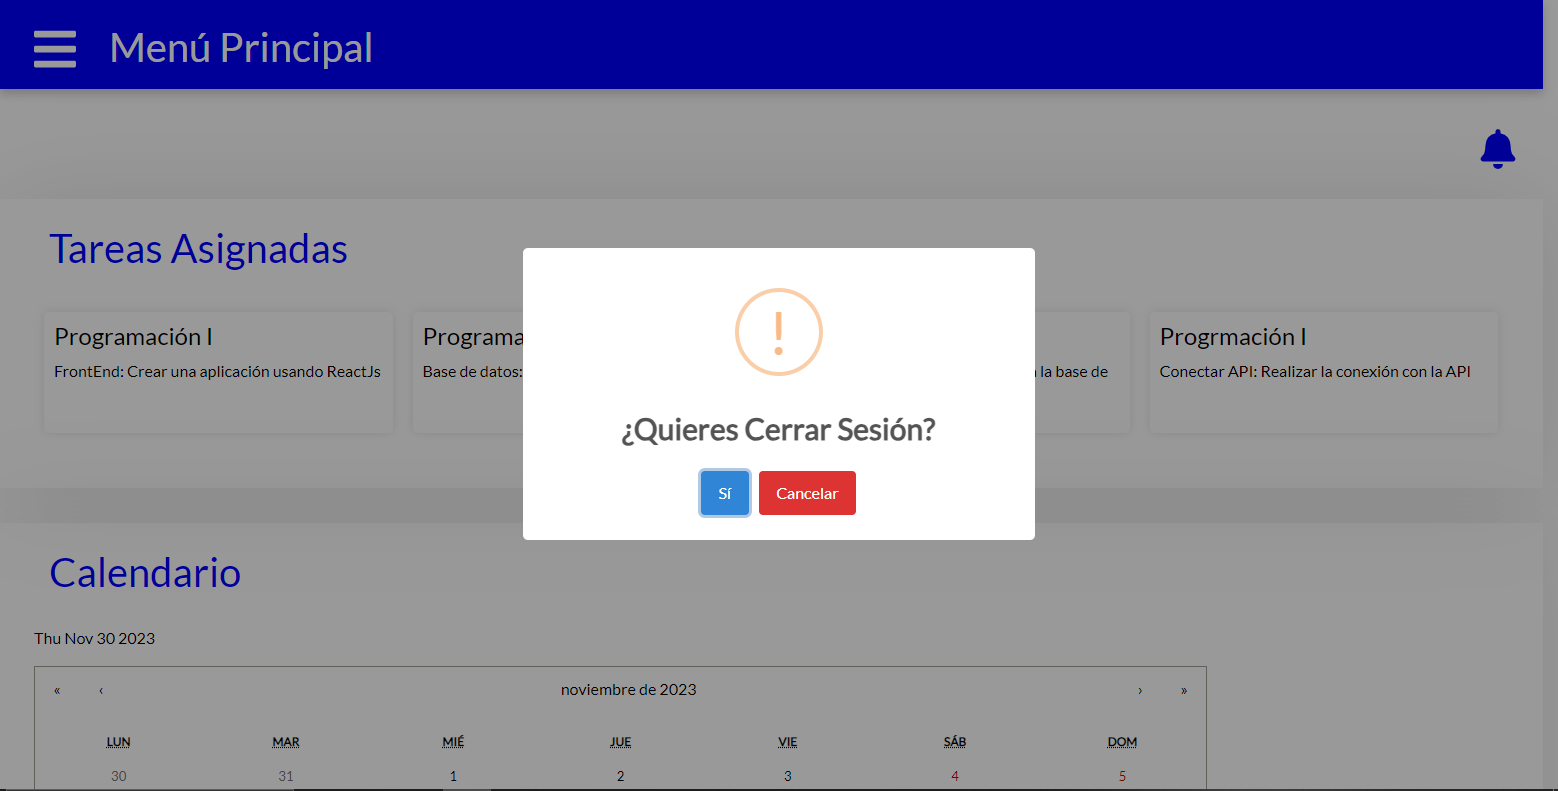 Menú Principal
Tareas Asignadas
Programación I
FrontEnd: Crear una aplicación usando ReactJs
Base de datos:
la base de
Progrmación I
Conectar API: Realizar la conexión con la API
!
¿Quieres Cerrar Sesión?
Sí Cancelar
Calendario
Thu Nov 30 2023
« ‹ noviembre de 2023 › »
LUN MAR MIÉ JUE VIE SÁB DOM
30 31 1 2 3 4 5